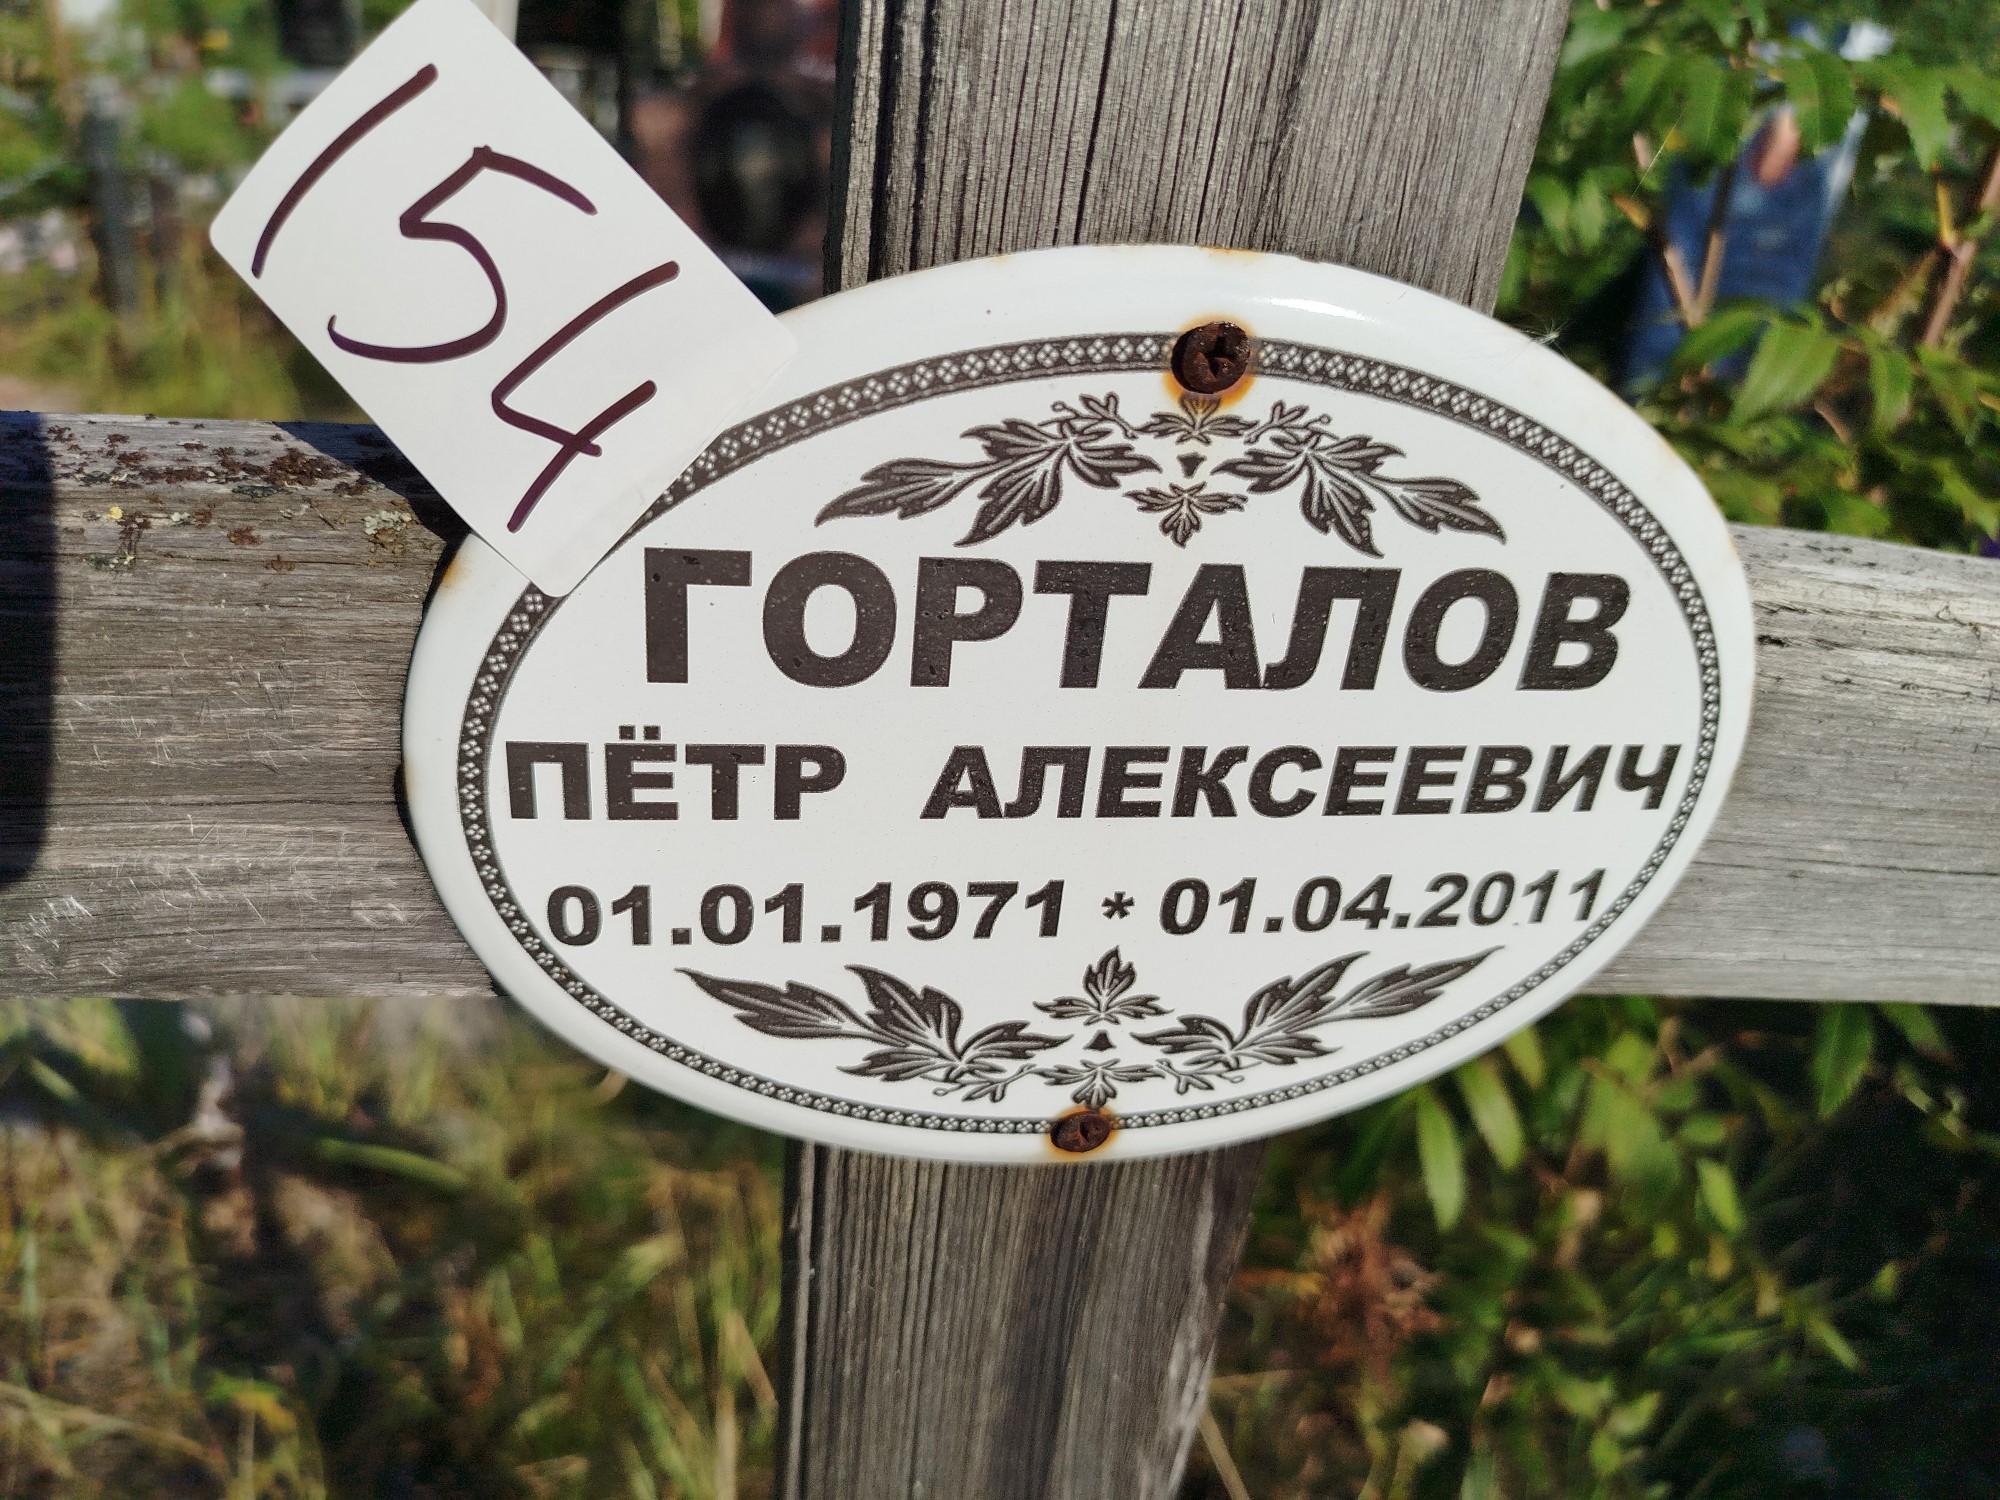 154
ГОРТАЛОВ
ПЁТР АЛЕКСЕЕВИЧ
01.01.1971 * 01.04.2011